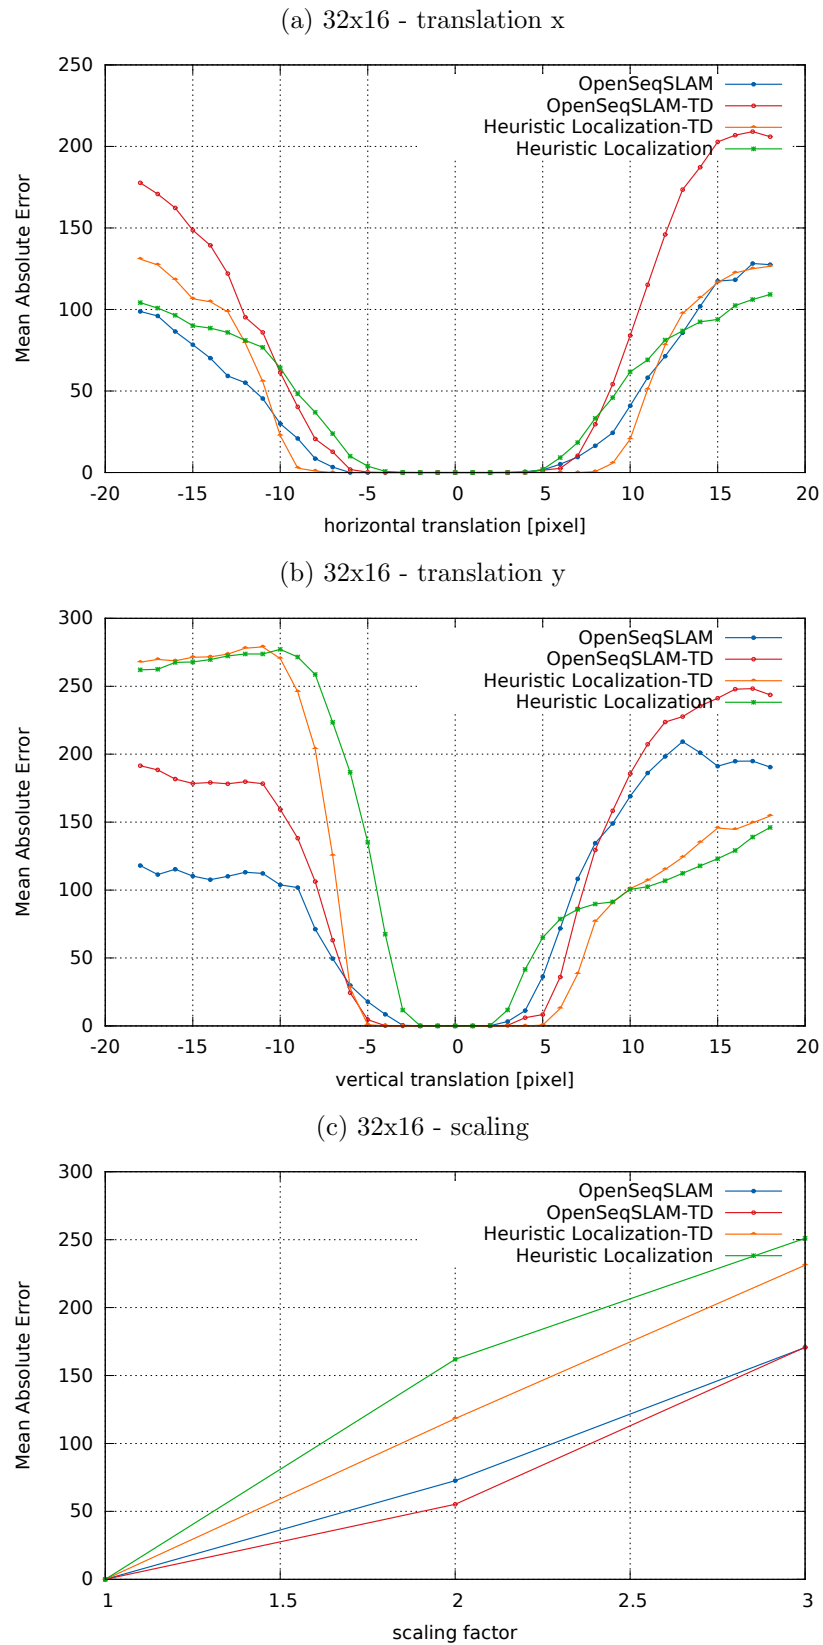 (a) 32x16 - translation x
250
200
150
100
50
0
-20 -15 -10 -5 0 5 10 15 20
Mean Absolute Error
horizontal translation [pixel]
OpenSeqSLAM
OpenSeqSLAM-TD
Heuristic Localization-TD
Heuristic Localization
(b) 32x16 - translation y
300
250
200
150
100
50
0
-20 -15 -10 -5 0 5 10 15 20
Mean Absolute Error
vertical translation [pixel]
OpenSeqSLAM
OpenSeqSLAM-TD
Heuristic Localization-TD
Heuristic Localization
(c) 32x16 - scaling
300
250
200
150
100
50
0
1 1.5 2 2.5 3
Mean Absolute Error
scaling factor
OpenSeqSLAM
OpenSeqSLAM-TD
Heuristic Localization-TD
Heuristic Localization